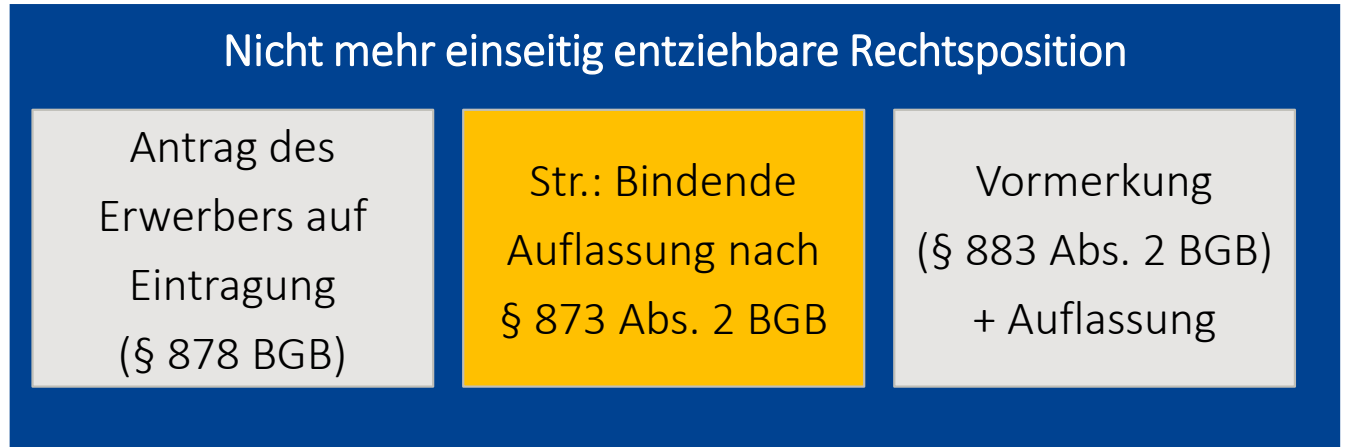 Nicht mehr einseitig entziehbare Rechtsposition
Antrag des
Erwerbers auf
Eintragung
(§ 878 BGB)
Str.: Bindende
Auflassung nach
§ 873 Abs. 2 BGB
Vormerkung
(§ 883 Abs. 2 BGB)
+ Auflassung